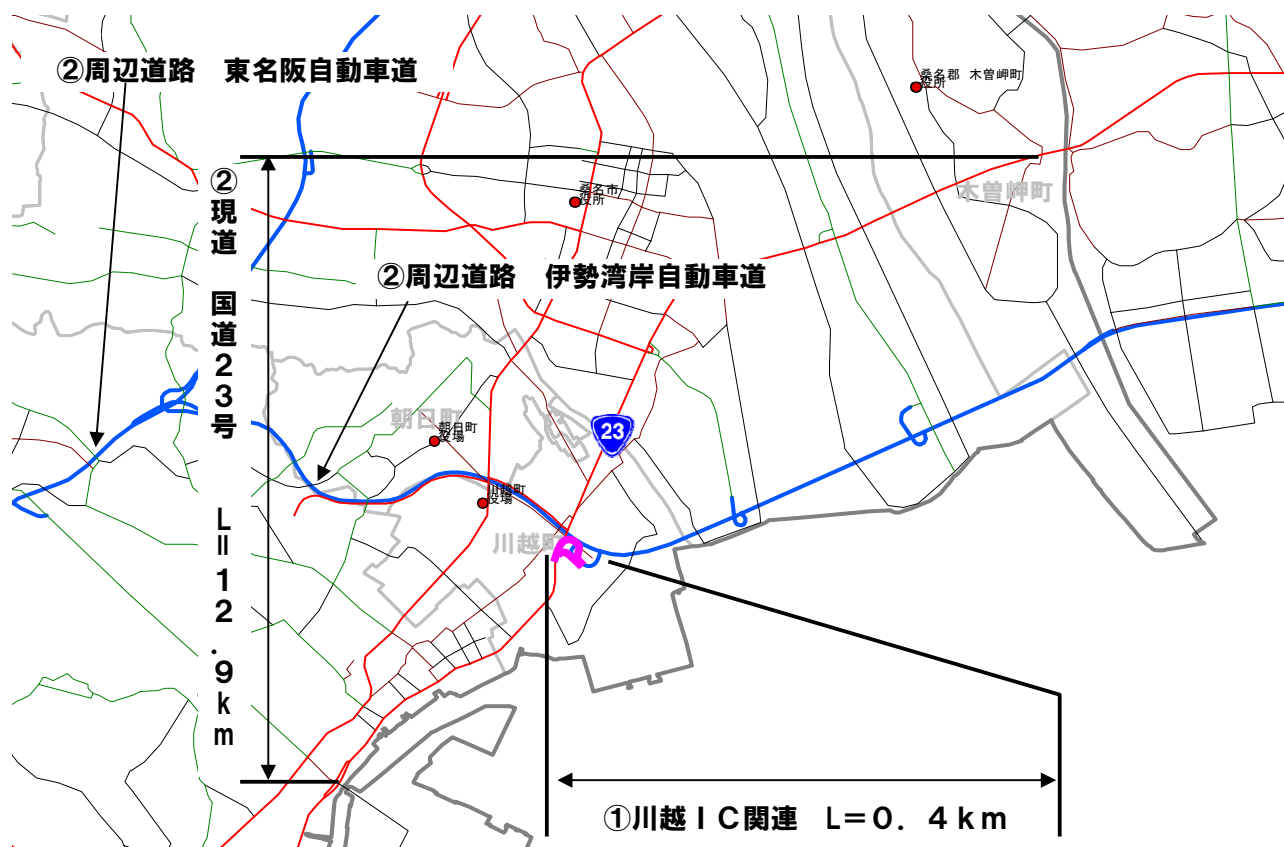 ②周辺道路　東名阪自動車道
桑名郡 木曽岬町
役所
②現道　国道２３号　Ｌ＝１２．９ｋｍ
桑名市
役所
木曽岬町
②周辺道路　伊勢湾岸自動車道
朝日町
朝日町
役場
23
川越町
役場
川越町
①川越ＩＣ関連　Ｌ＝０．４ｋｍ